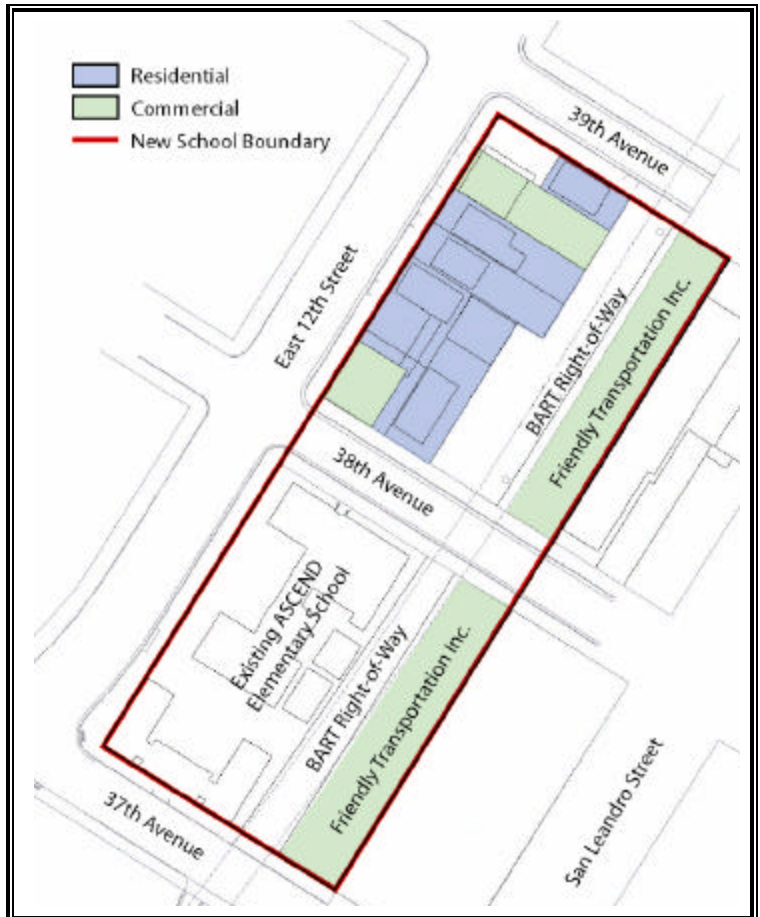 Residential
Commercial
New School Boundary
39th Avenue
East 12th Street
BART Right-of-Way
Friendly Transportation Inc.
38th Avenue
Existing ASCEND
Elementary School
BART Right-of-Way
Friendly Transportation Inc.
37th Avenue
San Leandro Street